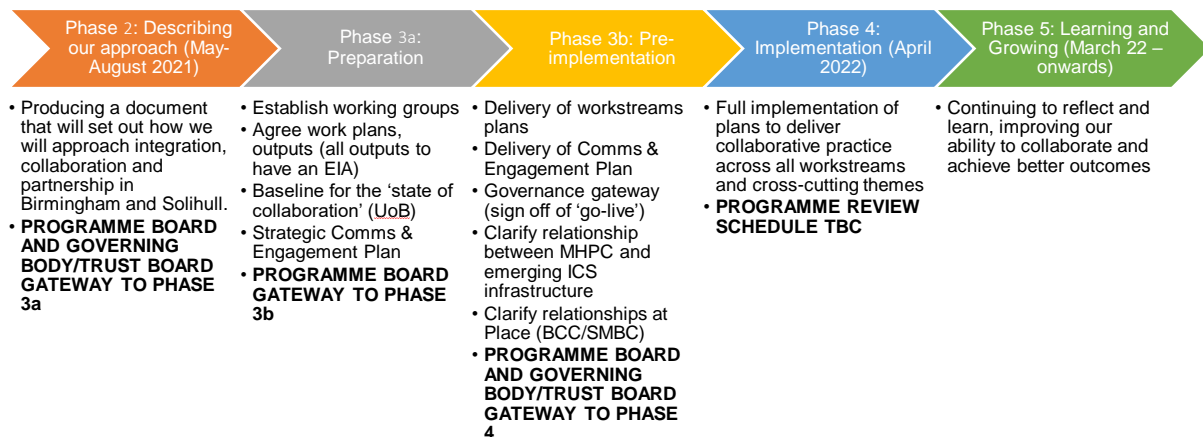 Phase 2: Describing
our approach (May-
August 2021)
Phase 3a:
Preparation
Phase 3b: Pre-
implementation
Phase 4:
Implementation (April
2022)
Phase 5: Learning and
Growing (March 22 –
onwards)
• Producing a document
that will set out how we
will approach integration,
collaboration and
partnership in
Birmingham and Solihull.
• PROGRAMME BOARD
AND GOVERNING
BODY/TRUST BOARD
GATEWAY TO PHASE
3a
• Establish working groups
• Agree work plans,
outputs (all outputs to
have an EIA)
• Baseline for the ‘state of
collaboration’ (UoB)
• Strategic Comms &
Engagement Plan
• PROGRAMME BOARD
GATEWAY TO PHASE
3b
• Delivery of workstreams
plans
• Delivery of Comms &
Engagement Plan
• Governance gateway
(sign off of ‘go-live’)
• Clarify relationship
between MHPC and
emerging ICS
infrastructure
• Clarify relationships at
Place (BCC/SMBC)
• PROGRAMME BOARD
AND GOVERNING
BODY/TRUST BOARD
GATEWAY TO PHASE
4
• Full implementation of
plans to deliver
collaborative practice
across all workstreams
and cross-cutting themes
• PROGRAMME REVIEW
SCHEDULE TBC
• Continuing to reflect and
learn, improving our
ability to collaborate and
achieve better outcomes